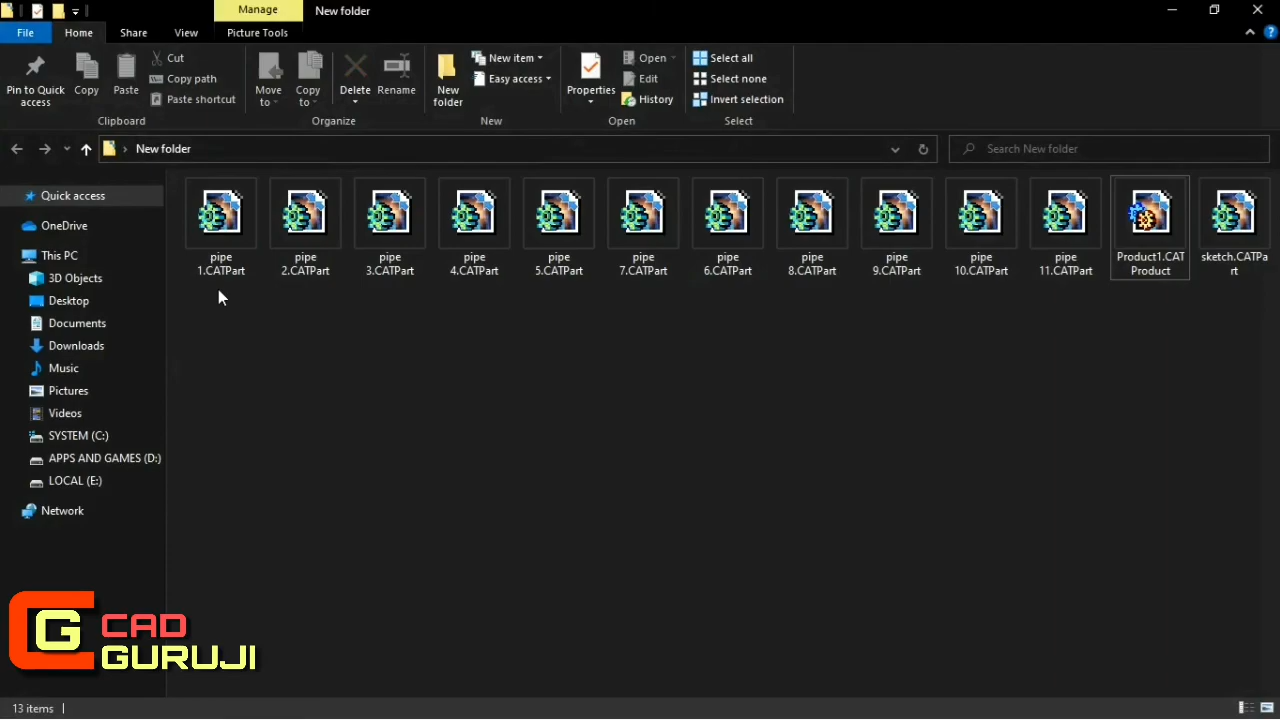 Manage
New folder
File
Home
Share
View
Picture Tools
Pin to Quick
access
Copy
Paste
Cut
Copy path
Paste shortcut
Clipboard
Move
to
Copy
to
Delete
Rename
Organize
New
folder
New item
Easy access
New
Properties
Open
Edit
History
Open
Select all
Select none
Invert selection
Select
New folder
Search New folder
Quick access
OneDrive
This PC
3D Objects
Desktop
Documents
Downloads
Music
Pictures
Videos
SYSTEM (C:)
APPS AND GAMES (D:)
LOCAL (E:)
Network
pipe
1.CATPart
pipe
2.CATPart
pipe
3.CATPart
pipe
4.CATPart
pipe
5.CATPart
pipe
7.CATPart
pipe
6.CATPart
pipe
8.CATPart
pipe
9.CATPart
pipe
10.CATPart
pipe
11.CATPart
Product1.CAT
Product
sketch.CATPa
rt
CG
CAD
GURUJI
13 items